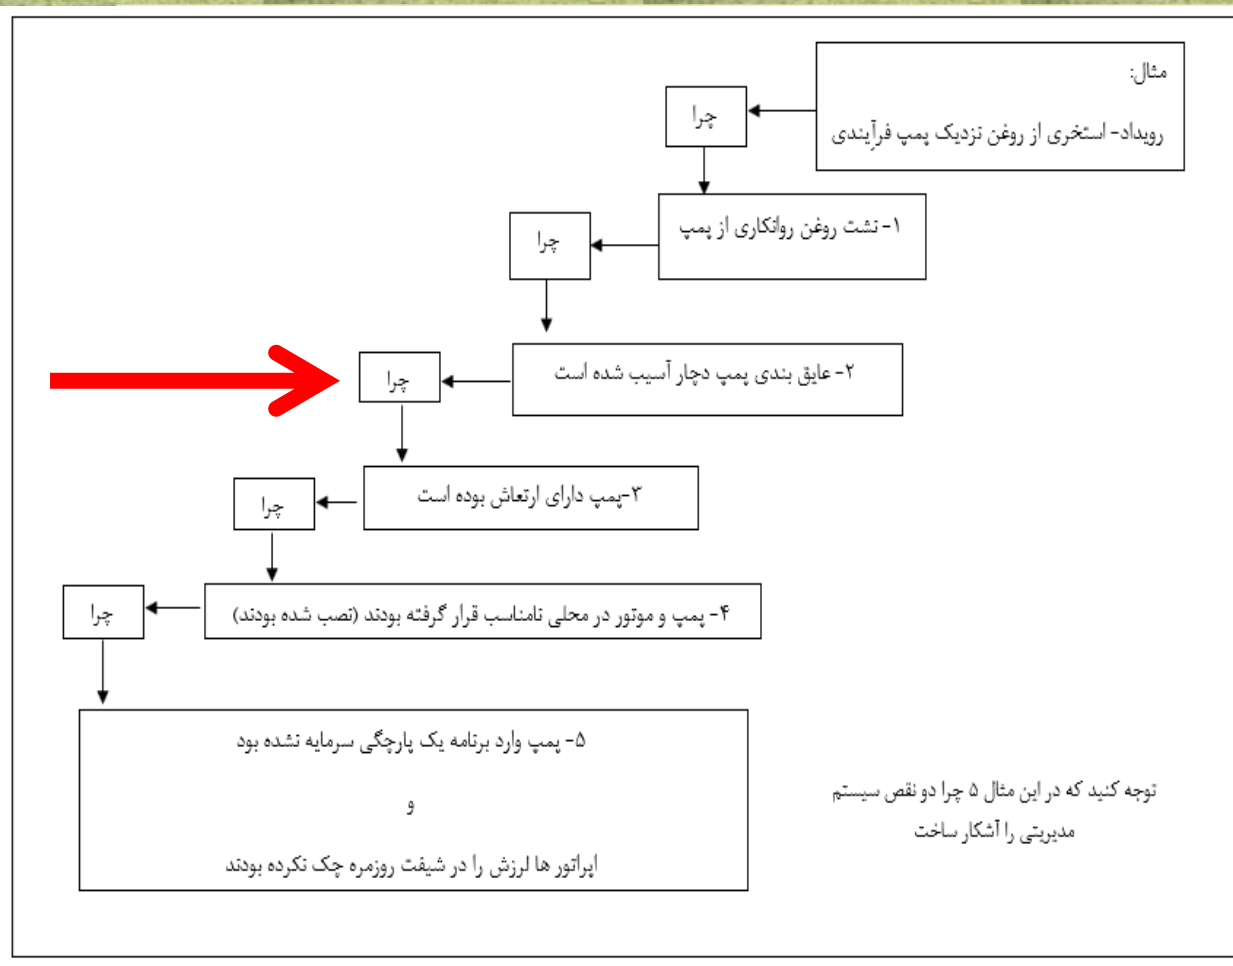 مثال:
رویداد- استخری از روغن نزدیک پمپ فرآیندی
چرا
۱- نشت روغن روانکاری از پمپ
چرا
۲- عایق بندی پمپ دچار آسیب شده است
چرا
۳-پمپ دارای ارتعاش بوده است
چرا
۴- پمپ و موتور در محلی نامناسب قرار گرفته بودند (نصب شده بودند)
چرا
۵- پمپ وارد برنامه یک پارچگی سرمایه نشده بود
و
اپراتور ها لرزش را در شیفت روزمره چک نکرده بودند
توجه کنید که در این مثال ۵ چرا دو نقص سیستم
مدیریتی را آشکار ساخت